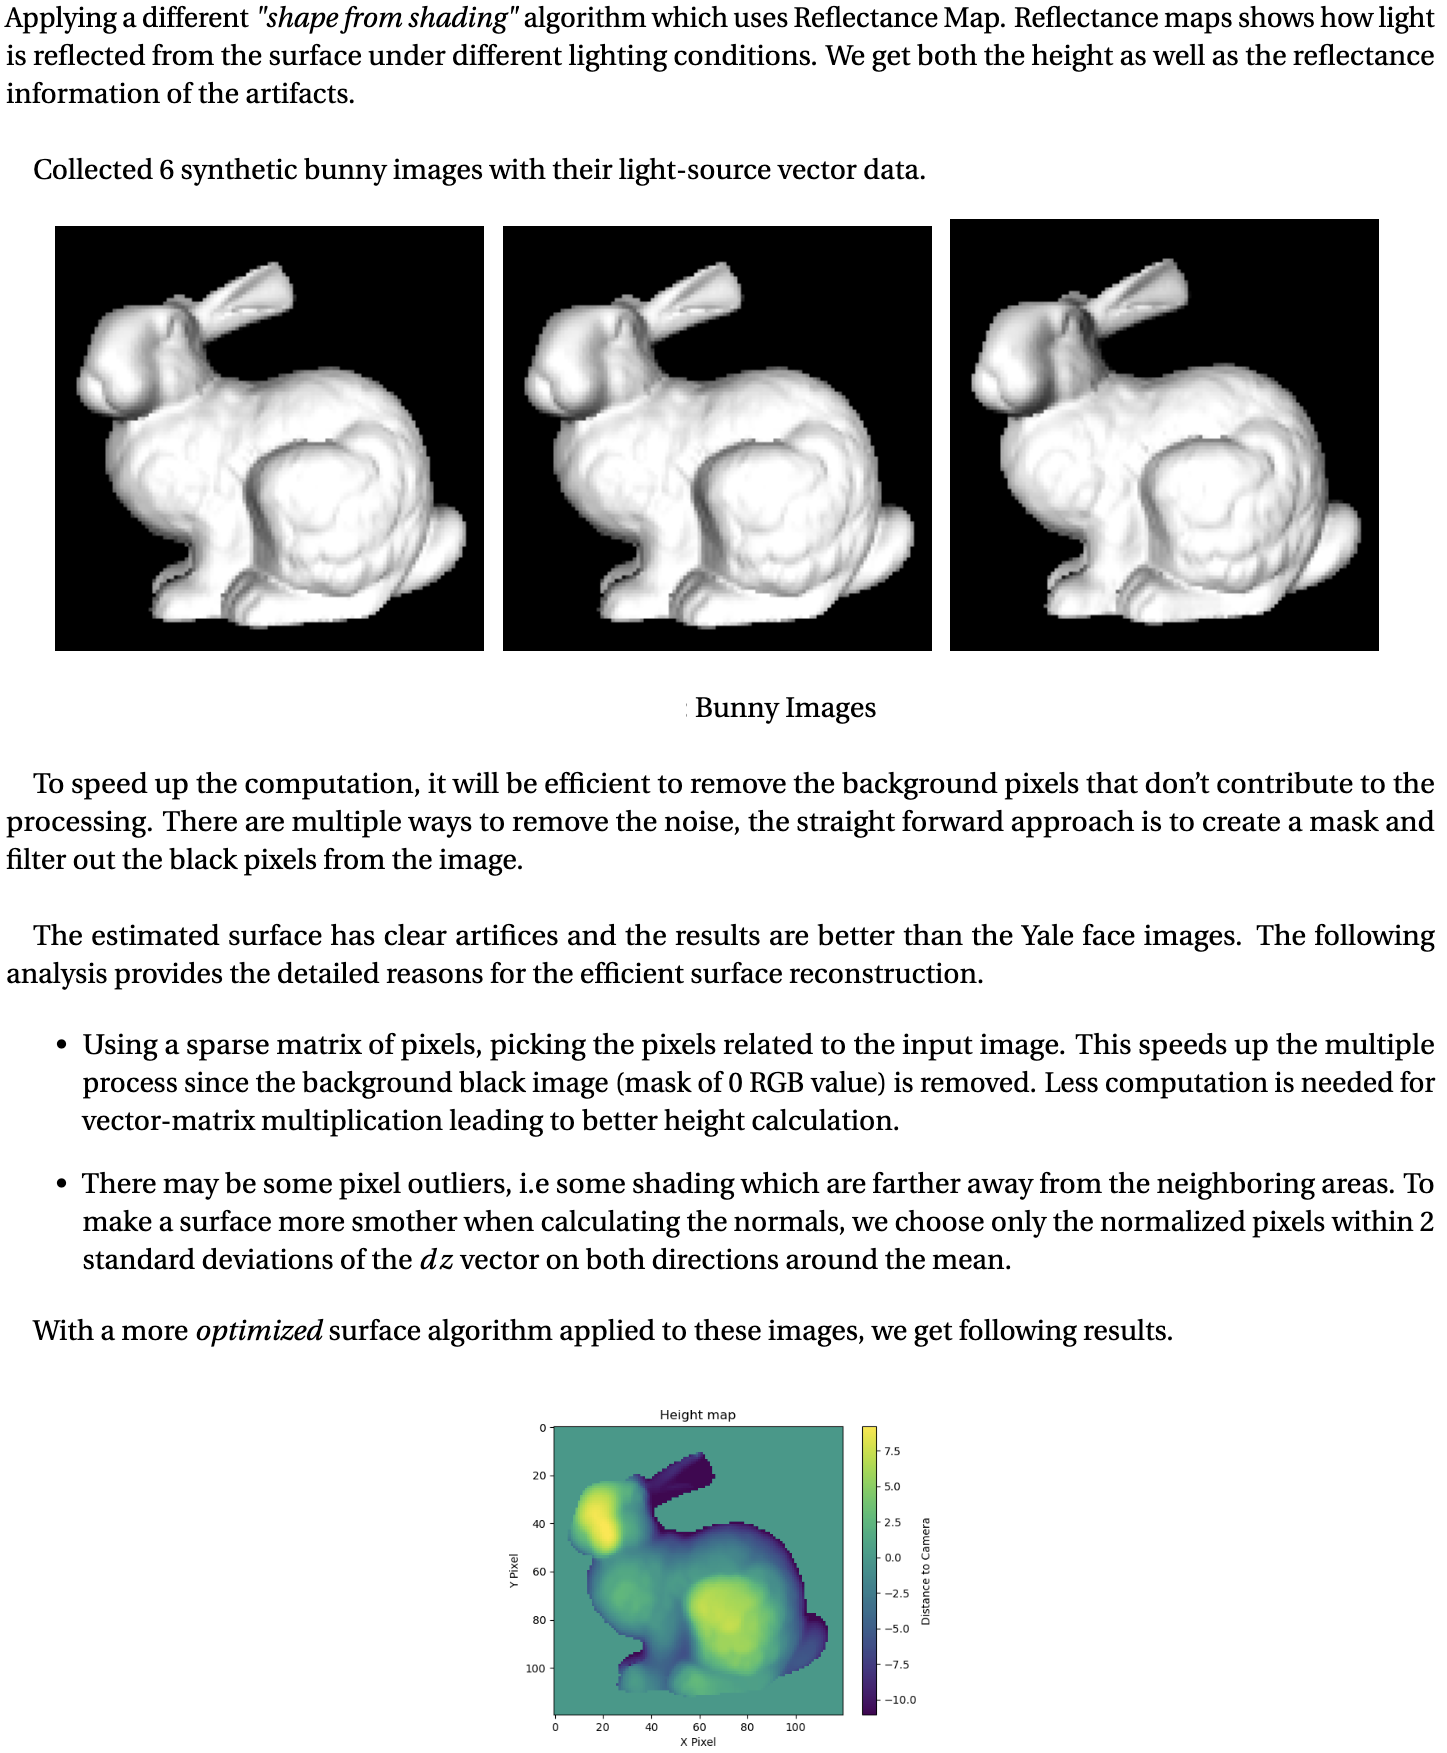 Applying a different "shape from shading" algorithm which uses Reflectance Map. Reflectance maps shows how light
is reflected from the surface under different lighting conditions. We get both the height as well as the reflectance
information of the artifacts.
Collected 6 synthetic bunny images with their light-source vector data.
: Bunny Images
To speed up the computation, it will be efficient to remove the background pixels that don't contribute to the
processing. There are multiple ways to remove the noise, the straight forward approach is to create a mask and
filter out the black pixels from the image.
The estimated surface has clear artifices and the results are better than the Yale face images. The following
analysis provides the detailed reasons for the efficient surface reconstruction.
• Using a sparse matrix of pixels, picking the pixels related to the input image. This speeds up the multiple
process since the background black image (mask of 0 RGB value) is removed. Less computation is needed for
vector-matrix multiplication leading to better height calculation.
• There may be some pixel outliers, i.e some shading which are farther away from the neighboring areas. To
make a surface more smother when calculating the normals, we choose only the normalized pixels within 2
standard deviations of the dz vector on both directions around the mean.
With a more optimized surface algorithm applied to these images, we get following results.
Height map
0
20
40
60
80
100
Y Pixel
0 20 40 60 80 100
X Pixel
7.5
5.0
2.5
0.0
−2.5
−5.0
−7.5
−10.0
Distance to Camera